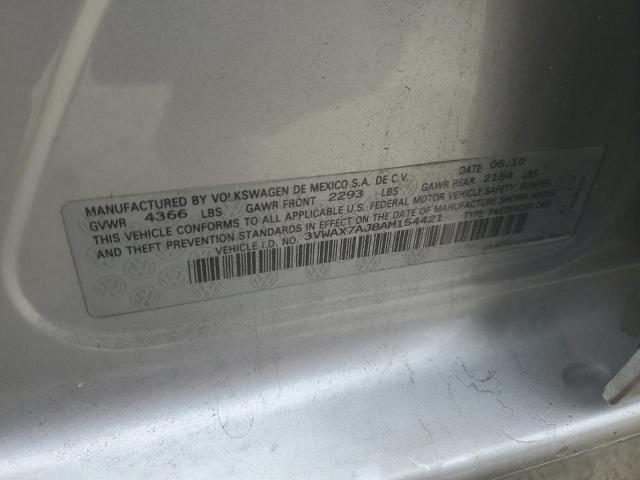 MANUFACTURED BY VOLKSWAGEN DE MEXICO S.A. DE C.V. DATE 06.10
GVWR 4366 LBS GAWR FRONT 2293 LBS GAWR REAR 2184 LBS
THIS VEHICLE CONFORMS TO ALL APPLICABLE U.S. FEDERAL MOTOR VEHICLE SAFETY, BUMPER,
AND THEFT PREVENTION STANDARDS IN EFFECT ON THE DATE OF MANUFACTURE SHOWN ABOVE.
VEHICLE I.D. NO. 3VWAX7AJ8AM154421 TYPE: PASSENGER CAR